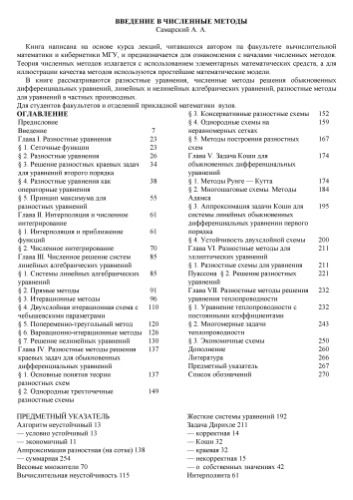 ВВЕДЕНИЕ В ЧИСЛЕННЫЕ МЕТОДЫ
Самарский А. А.
Книга написана на основе курса лекций, читавшихся автором на факультете вычислительной
математики и кибернетики МГУ, и предназначается для ознакомления с началами численных методов.
Теория численных методов излагается с использованием элементарных математических средств, а для
иллюстрации качества методов используются простейшие математические модели.
В книге рассматриваются разностные уравнения, численные методы решения обыкновенных
дифференциальных уравнений, линейных и нелинейных алгебраических уравнений, разностные методы
для уравнений в частных производных.
Для студентов факультетов и отделений прикладной математики вузов.
ОГЛАВЛЕНИЕ
Предисловие
Введение 7
Глава I. Разностные уравнения 23
§ 1. Сеточные функции 23
§ 2. Разностные уравнения 26
§ 3. Решение разностных краевых задач 34
для уравнений второго порядка
§ 4. Разностные уравнения как 38
операторные уравнения
§ 5. Принцип максимума для 55
разностных уравнений
Глава II. Интерполяция и численное 61
интегрирование
§ 1. Интерполяция и приближение 61
функций
§ 2. Численное интегрирование 70
Глава III. Численное решение систем 85
линейных алгебраических уравнений
§ 1. Системы линейных алгебраических 85
уравнений
§ 2. Прямые методы 91
§ 3. Итерационные методы 96
§ 4. Двухслойная итерационная схема с 110
чебышевскими параметрами
§ 5. Попеременно-треугольный метод 120
§ 6. Вариационно-итерационные методы 126
§ 7. Решение нелинейных уравнений 130
Глава IV. Разностные методы решения 137
краевых задач для обыкновенных
дифференциальных уравнений
§ 1. Основные понятия теории 137
разностных схем
§ 2. Однородные трехточечные 149
разностные схемы
§ 3. Консервативные разностные схемы 152
§ 4. Однородные схемы на 159
неравномерных сетках
§ 5. Методы построения разностных 167
схем
Глава V. Задача Коши для 174
обыкновенных дифференциальных
уравнений
§ 1. Методы Рунге — Кутта 174
§ 2. Многошаговые схемы. Методы 184
Адамса
§ 3. Аппроксимация задачи Коши для 195
системы линейных обыкновенных
дифференциальных уравнений первого
порядка
§ 4. Устойчивость двухслойной схемы 200
Глава VI. Разностные методы для 211
эллиптических уравнений
§ 1. Разностные схемы для уравнения 211
Пуассона § 2. Решение разностных 221
уравнений
Глава VII. Разностные методы решения 232
уравнения теплопроводности
§ 1. Уравнение теплопроводности с 232
постоянными коэффициентами
§ 2. Многомерные задачи 243
теплопроводности
§ 3. Экономичные схемы 250
Дополнение 260
Литература 266
Предметный указатель 267
Список обозначений 270
ПРЕДМЕТНЫЙ УКАЗАТЕЛЬ
Алгоритм неустойчивый 13
— условно устойчивый 13
— экономичный 11
Аппроксимация разностная (на сетке) 138
— суммарная 254
Весовые множители 70
Вычислительная неустойчивость 115
Жесткие системы уравнений 192
Задача Дирихле 211
— корректная 14
— Коши 32
— краевая 32
— некорректная 15
— о собственных значениях 42
Интерполянта 61